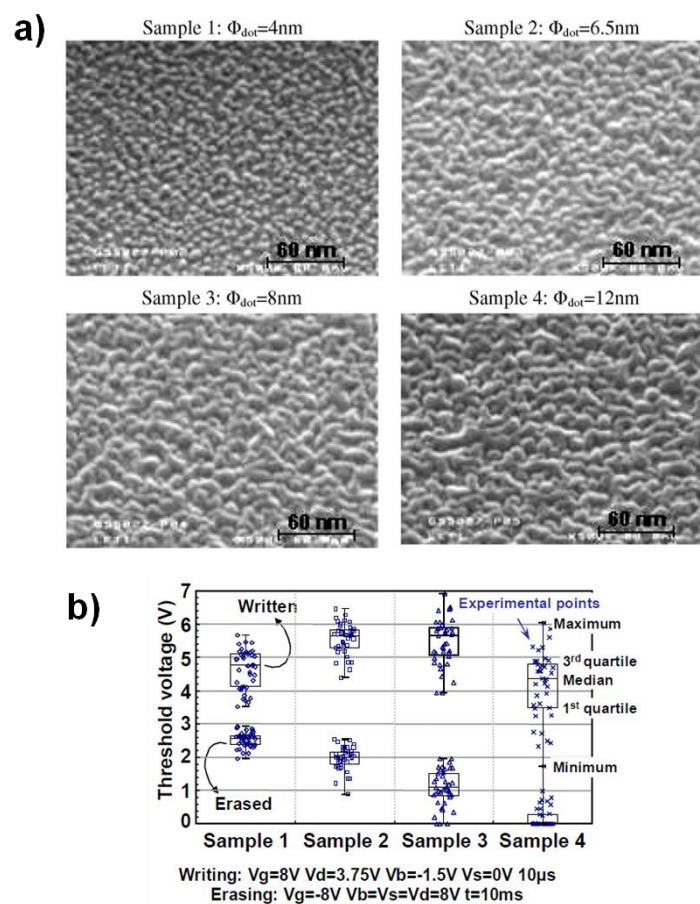 a)
Sample 1: Φdot=4nm
Sample 2: Φdot=6.5nm
60 nm
60 nm
Sample 3: Φdot=8nm
Sample 4: Φdot=12nm
60 nm
60 nm
b)
Threshold voltage (V)
7
6
5
4
3
2
1
0
Written
Erased
Experimental points
Maximum
3rd quartile
Median
1st quartile
Minimum
Sample 1
Sample 2
Sample 3
Sample 4
Writing: Vg=8V Vd=3.75V Vb=-1.5V Vs=0V 10µs
Erasing: Vg=-8V Vb=Vs=Vd=8V t=10ms